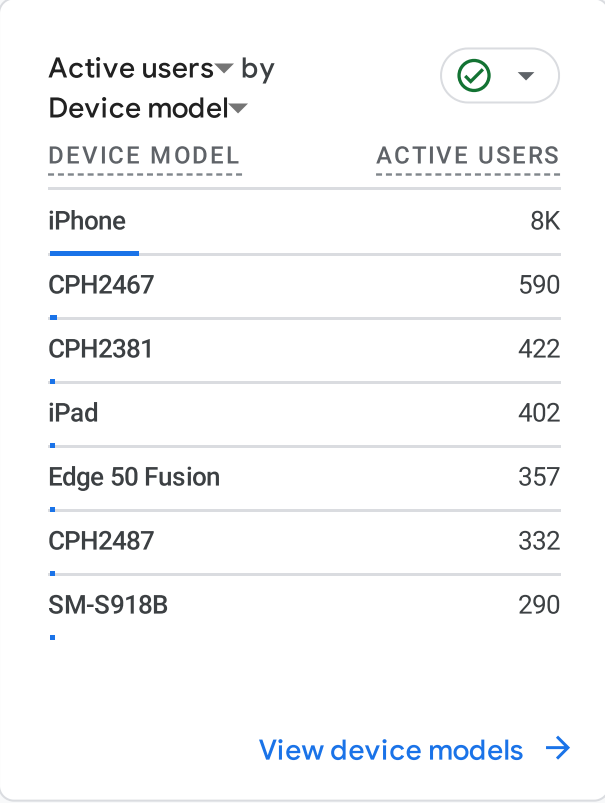 Active users by
Device model
DEVICE MODEL ACTIVE USERS
iPhone 8K
CPH2467 590
CPH2381 422
iPad 402
Edge 50 Fusion 357
CPH2487 332
SM-S918B 290
View device models